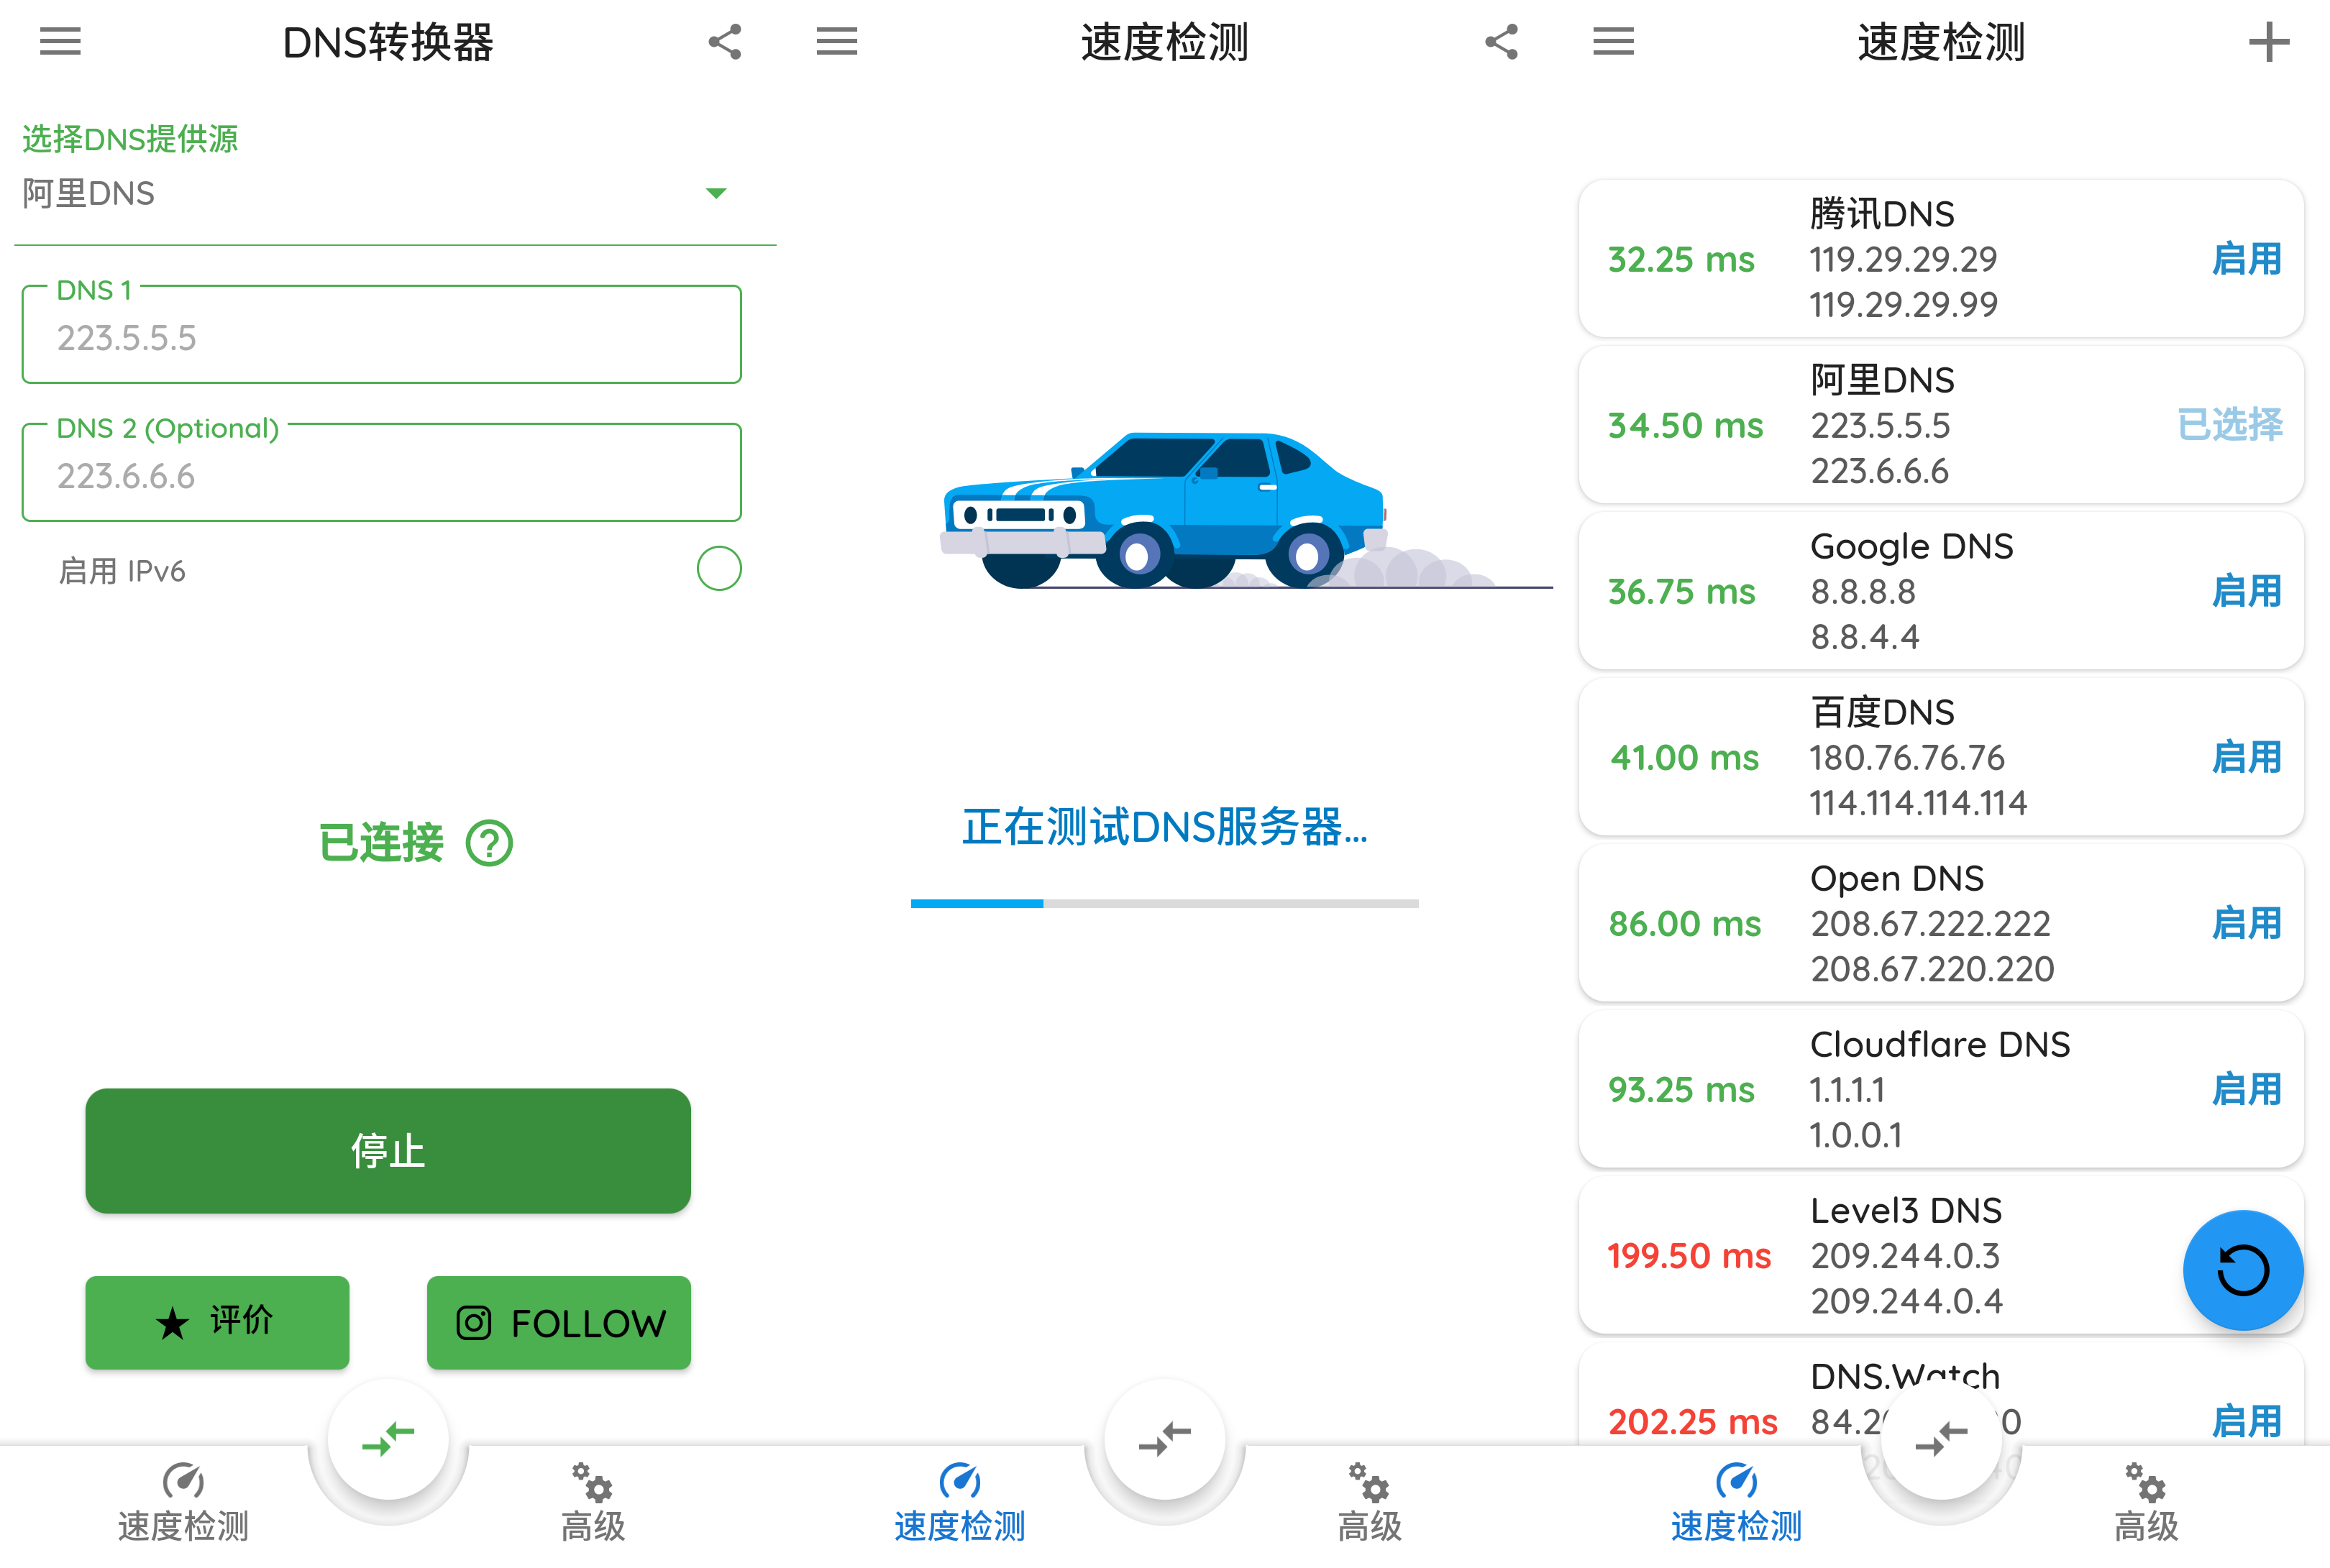 DNS转换器
选择DNS提供源
阿里DNS
DNS 1
223.5.5.5
DNS 2 (Optional)
223.6.6.6
启用 IPv6
已连接
停止
评价
FOLLOW
速度检测
高级
速度检测
正在测试DNS服务器...
速度检测
高级
速度检测
腾讯DNS
32.25 ms
119.29.29.29
启用
119.29.29.99
阿里DNS
34.50 ms
223.5.5.5
已选择
223.6.6.6
Google DNS
36.75 ms
8.8.8.8
启用
8.8.4.4
百度DNS
41.00 ms
180.76.76.76
启用
114.114.114.114
Open DNS
86.00 ms
208.67.222.222
启用
208.67.220.220
Cloudflare DNS
93.25 ms
1.1.1.1
启用
1.0.0.1
Level3 DNS
199.50 ms
209.244.0.3
209.244.0.4
DNS.Watch
202.25 ms
启用
速度检测
高级